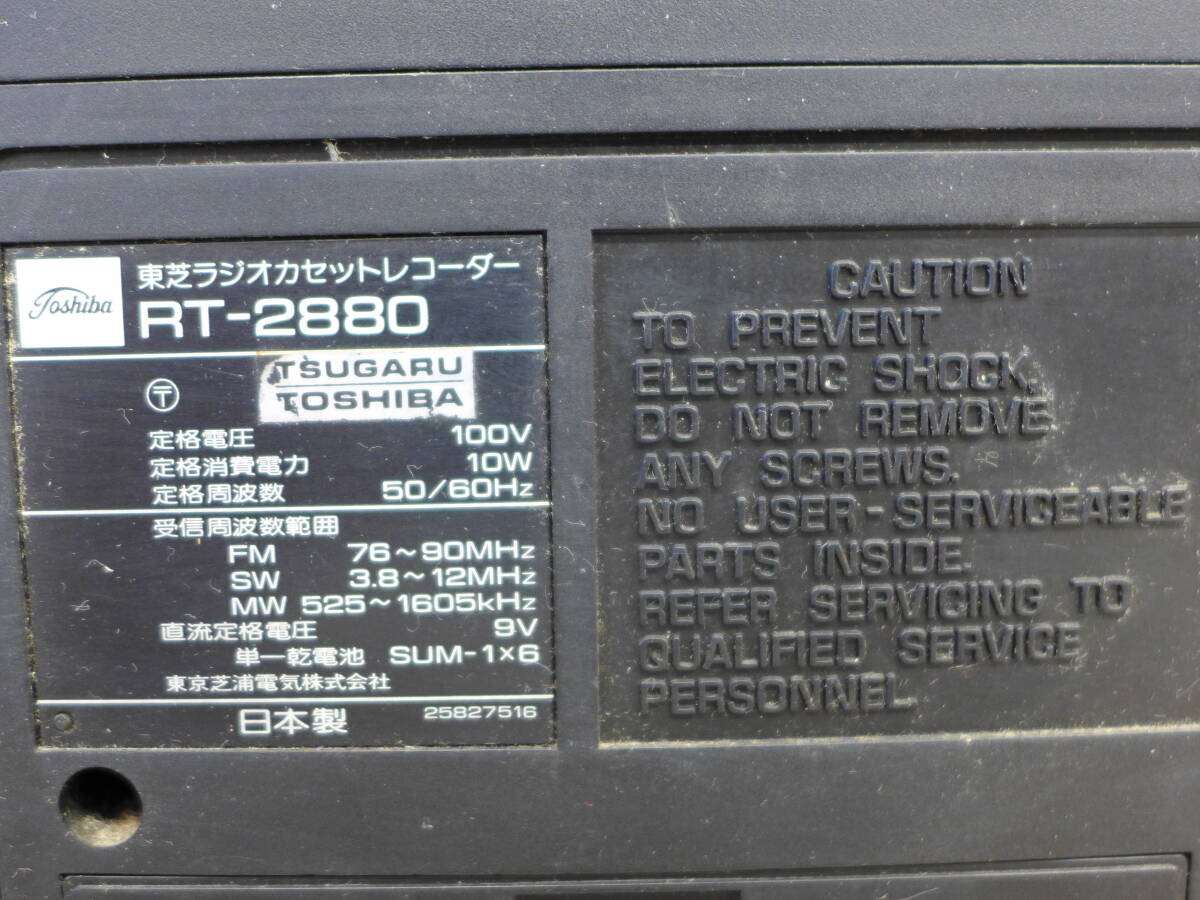 Toshiba
東芝ラジオカセットレコーダー
RT-2880
〒
TSUGARU
TOSHIBA
定格電圧 100V
定格消費電力 10W
定格周波数 50/60Hz
受信周波数範囲
FM 76～90MHz
SW 3.8～12MHz
MW 525～1605kHz
直流定格電圧 9V
単一乾電池 SUM-1×6
東京芝浦電気株式会社
日本製 25827516
CAUTION
TO PREVENT
ELECTRIC SHOCK,
DO NOT REMOVE
ANY SCREWS.
NO USER-SERVICEABLE
PARTS INSIDE.
REFER SERVICING TO
QUALIFIED SERVICE
PERSONNEL.